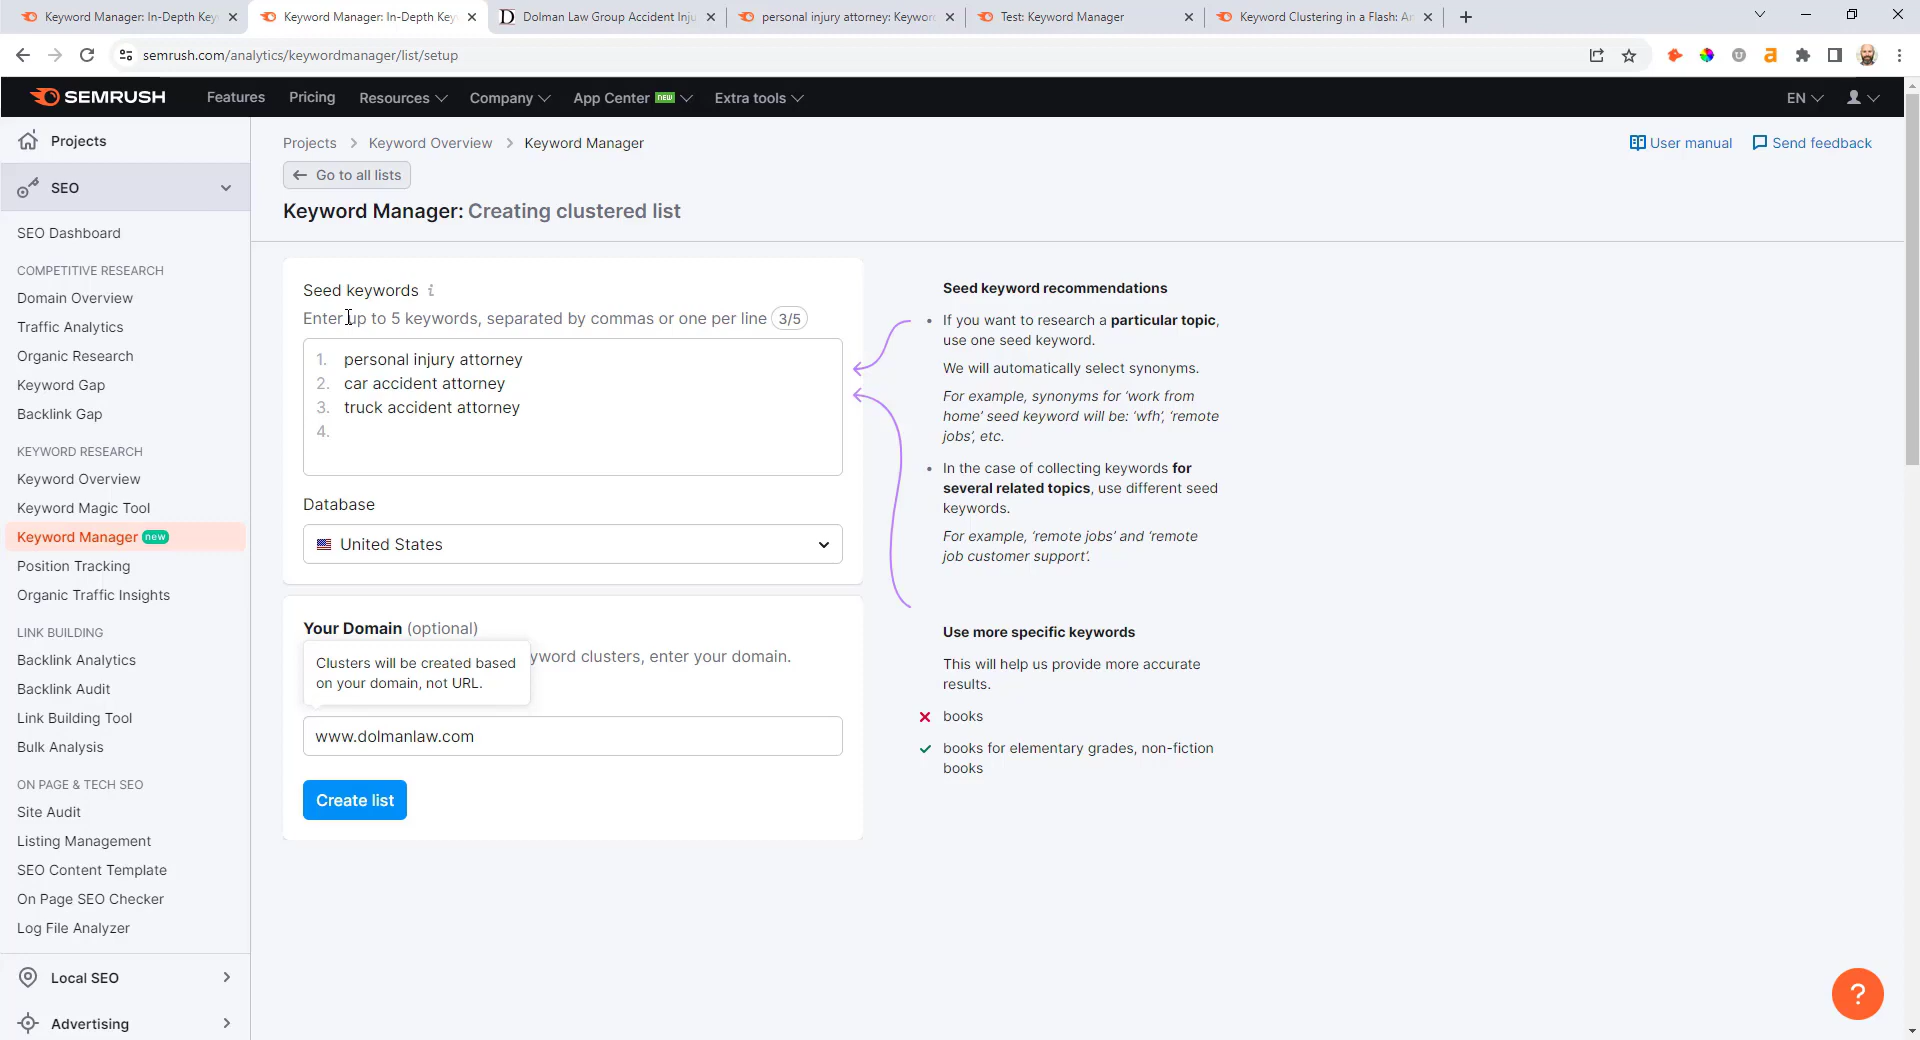 Keyword Manager: In-Depth Key
Keyword Manager: In-Depth Key
Dolman Law Group Accident Inju
personal injury attorney: Keyword
Test: Keyword Manager
Keyword Clustering in a Flash: An
semrush.com/analytics/keywordmanager/list/setup
SEMRUSH
Features
Pricing
Resources
Company
App Center NEW
Extra tools
EN
Projects
SEO
SEO Dashboard
COMPETITIVE RESEARCH
Domain Overview
Traffic Analytics
Organic Research
Keyword Gap
Backlink Gap
KEYWORD RESEARCH
Keyword Overview
Keyword Magic Tool
Keyword Manager new
Position Tracking
Organic Traffic Insights
LINK BUILDING
Backlink Analytics
Backlink Audit
Link Building Tool
Bulk Analysis
ON PAGE & TECH SEO
Site Audit
Listing Management
SEO Content Template
On Page SEO Checker
Log File Analyzer
Local SEO
Advertising
Projects > Keyword Overview > Keyword Manager
User manual
Send feedback
← Go to all lists
Keyword Manager: Creating clustered list
Seed keywords i
Enter up to 5 keywords, separated by commas or one per line 3/5
1. personal injury attorney
2. car accident attorney
3. truck accident attorney
4.
Database
United States
Your Domain (optional)
Clusters will be created based
on your domain, not URL.
yword clusters, enter your domain.
www.dolmanlaw.com
Create list
Seed keyword recommendations
• If you want to research a particular topic,
use one seed keyword.
We will automatically select synonyms.
For example, synonyms for ‘work from
home’ seed keyword will be: ‘wfh’, ‘remote
jobs’, etc.
• In the case of collecting keywords for
several related topics, use different seed
keywords.
For example, ‘remote jobs’ and ‘remote
job customer support’.
Use more specific keywords
This will help us provide more accurate
results.
books
books for elementary grades, non-fiction
books
?